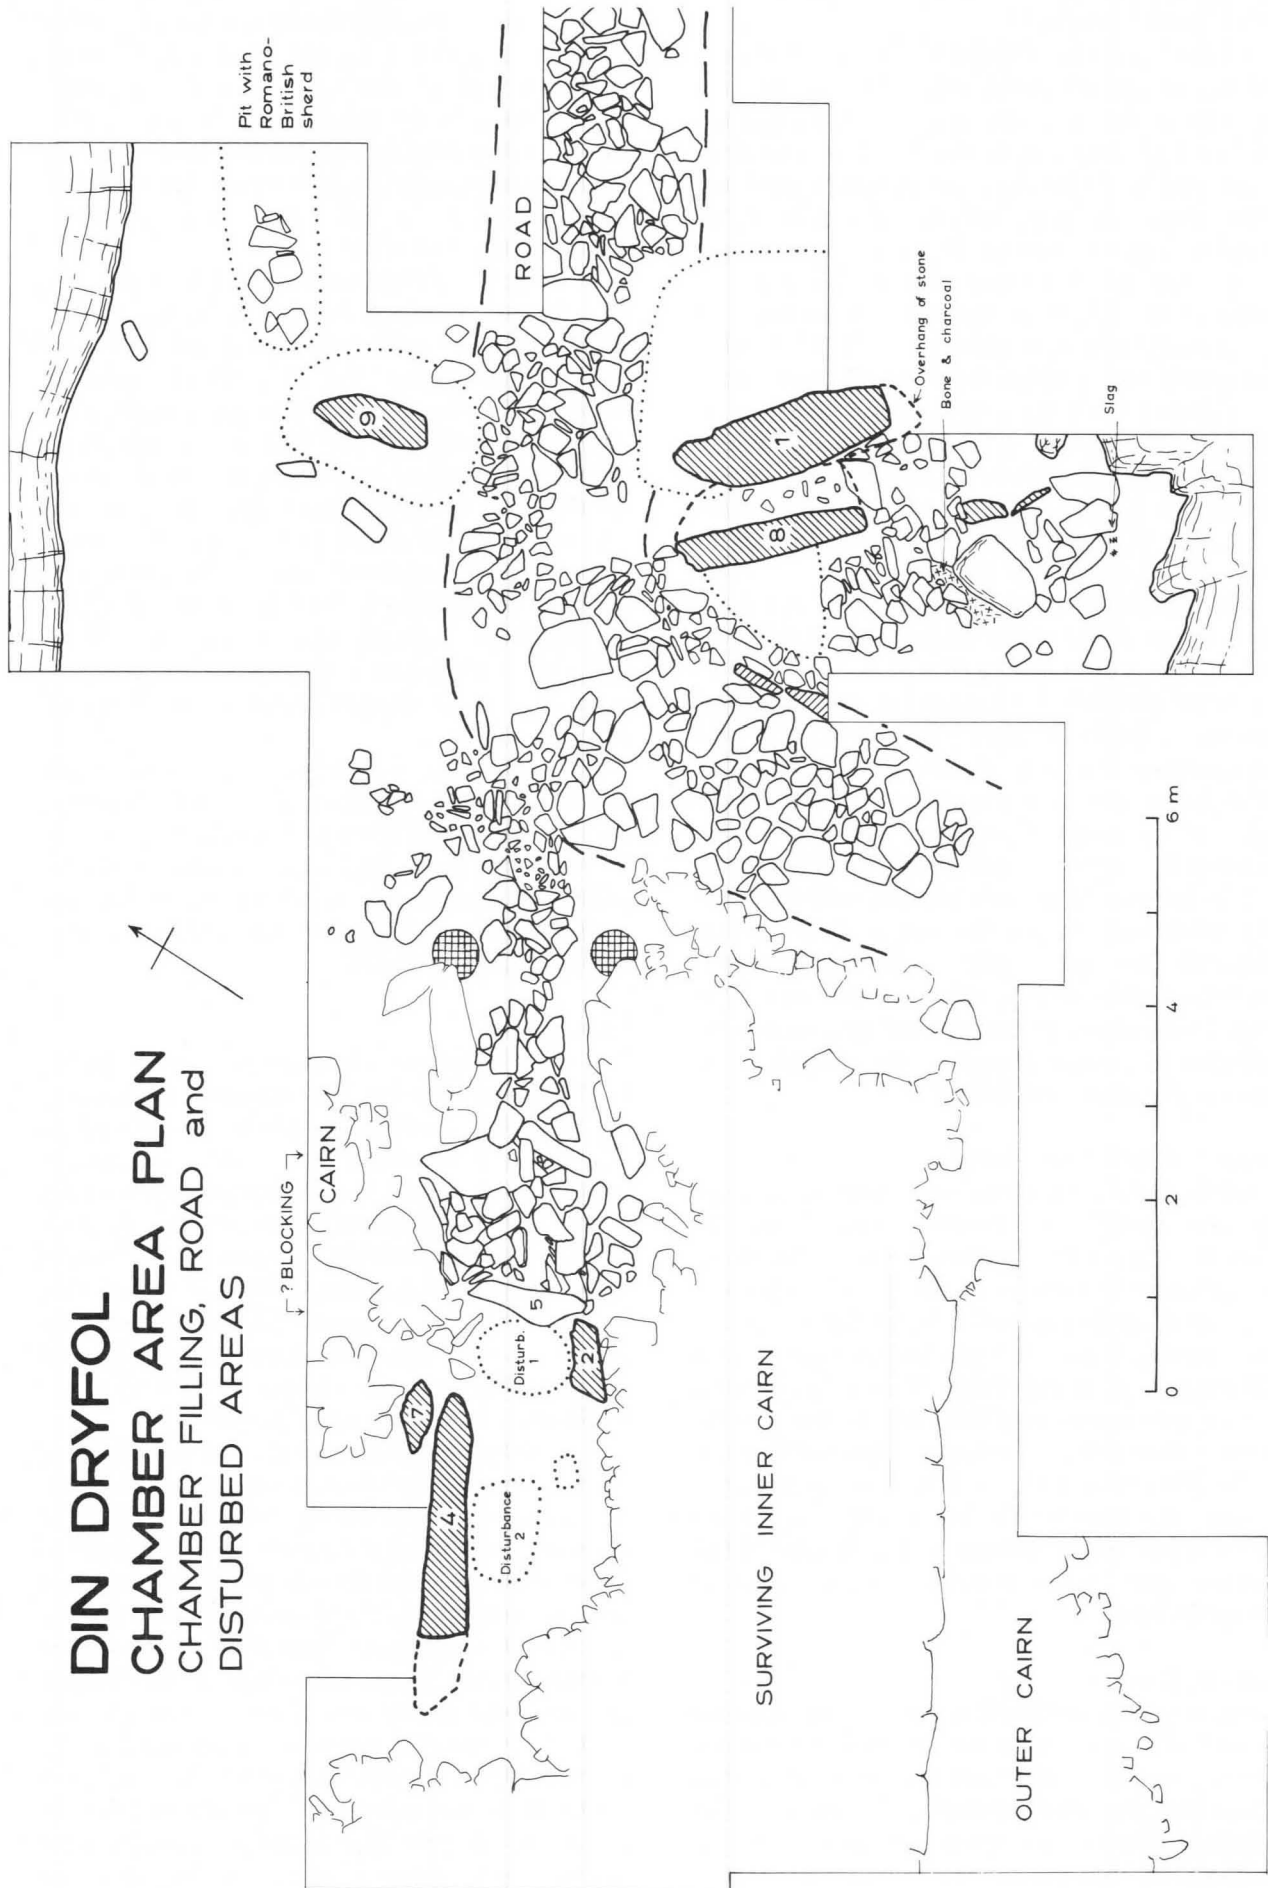 DIN DRYFOL
CHAMBER AREA PLAN
CHAMBER FILLING, ROAD and
DISTURBED AREAS
Pit with
Romano-
British
sherd
? BLOCKING
CAIRN
9
7
4
Disturb.
1
5
Disturbance
2
2
ROAD
8
1
SURVIVING INNER CAIRN
Overhang of stone
Bone & charcoal
Slag
OUTER CAIRN
0 2 4 6 m